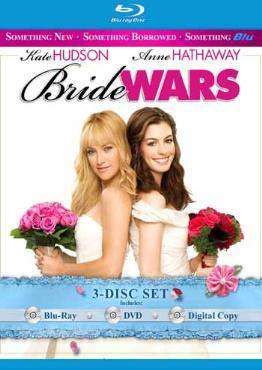 Blu-ray Disc
SOMETHING NEW · SOMETHING BORROWED · SOMETHING Blu
Kate HUDSON Anne HATHAWAY
Bride WARS
3-DISC SET
Includes:
Blu-Ray DVD Digital Copy